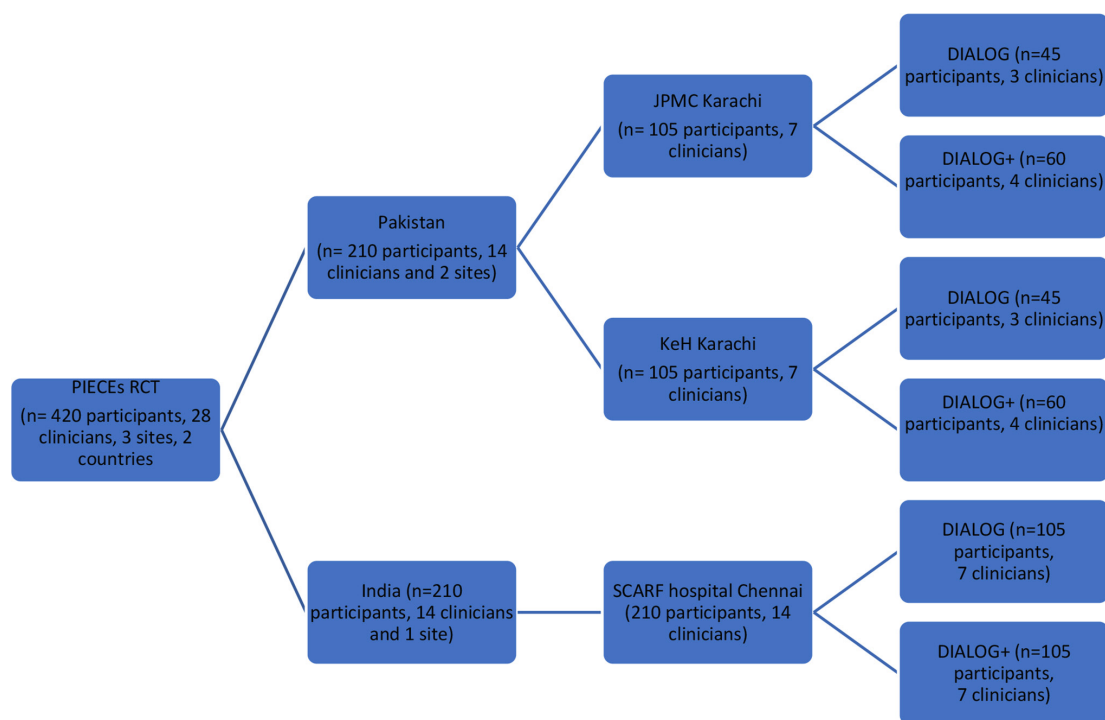 PIECEs RCT
(n= 420 participants, 28
clinicians, 3 sites, 2
countries
Pakistan
(n= 210 participants, 14
clinicians and 2 sites)
India (n=210
participants, 14 clinicians
and 1 site)
JPMC Karachi
(n= 105 participants, 7
clinicians)
KeH Karachi
(n= 105 participants, 7
clinicians)
SCARF hospital Chennai
(210 participants, 14
clinicians)
DIALOG (n=45
participants, 3 clinicians)
DIALOG+ (n=60
participants, 4 clinicians)
DIALOG (n=45
participants, 3 clinicians)
DIALOG+ (n=60
participants, 4 clinicians)
DIALOG (n=105
participants,
7 clinicians)
DIALOG+ (n=105
participants,
7 clinicians)